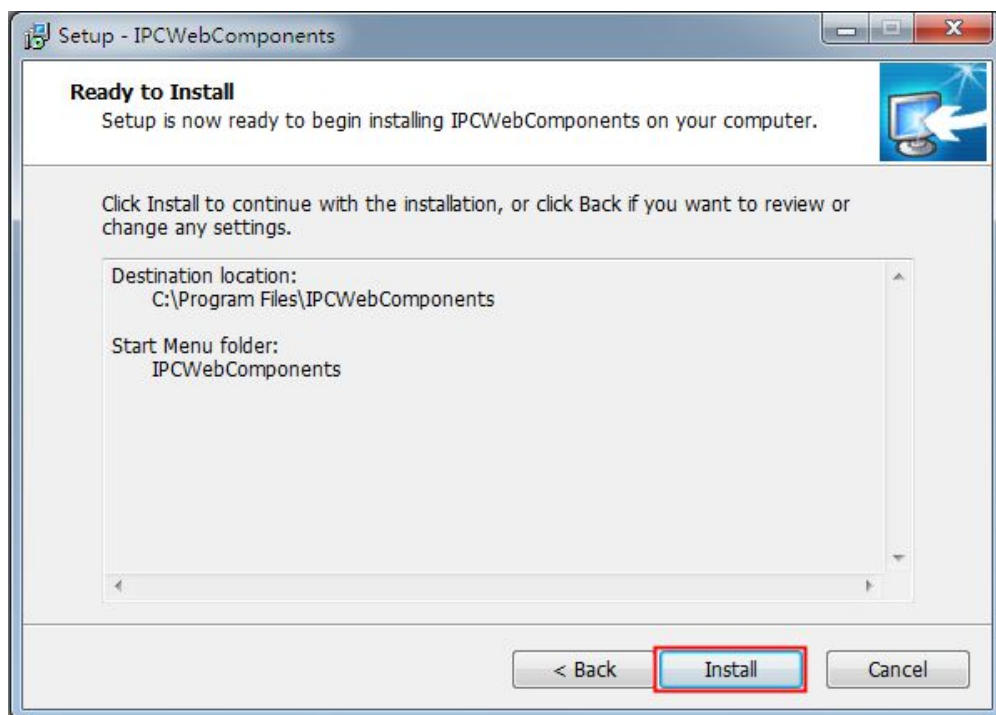 Setup - IPCWebComponents
Ready to Install
Setup is now ready to begin installing IPCWebComponents on your computer.
Click Install to continue with the installation, or click Back if you want to review or
change any settings.
Destination location:
C:\Program Files\IPCWebComponents
Start Menu folder:
IPCWebComponents
< Back Install Cancel